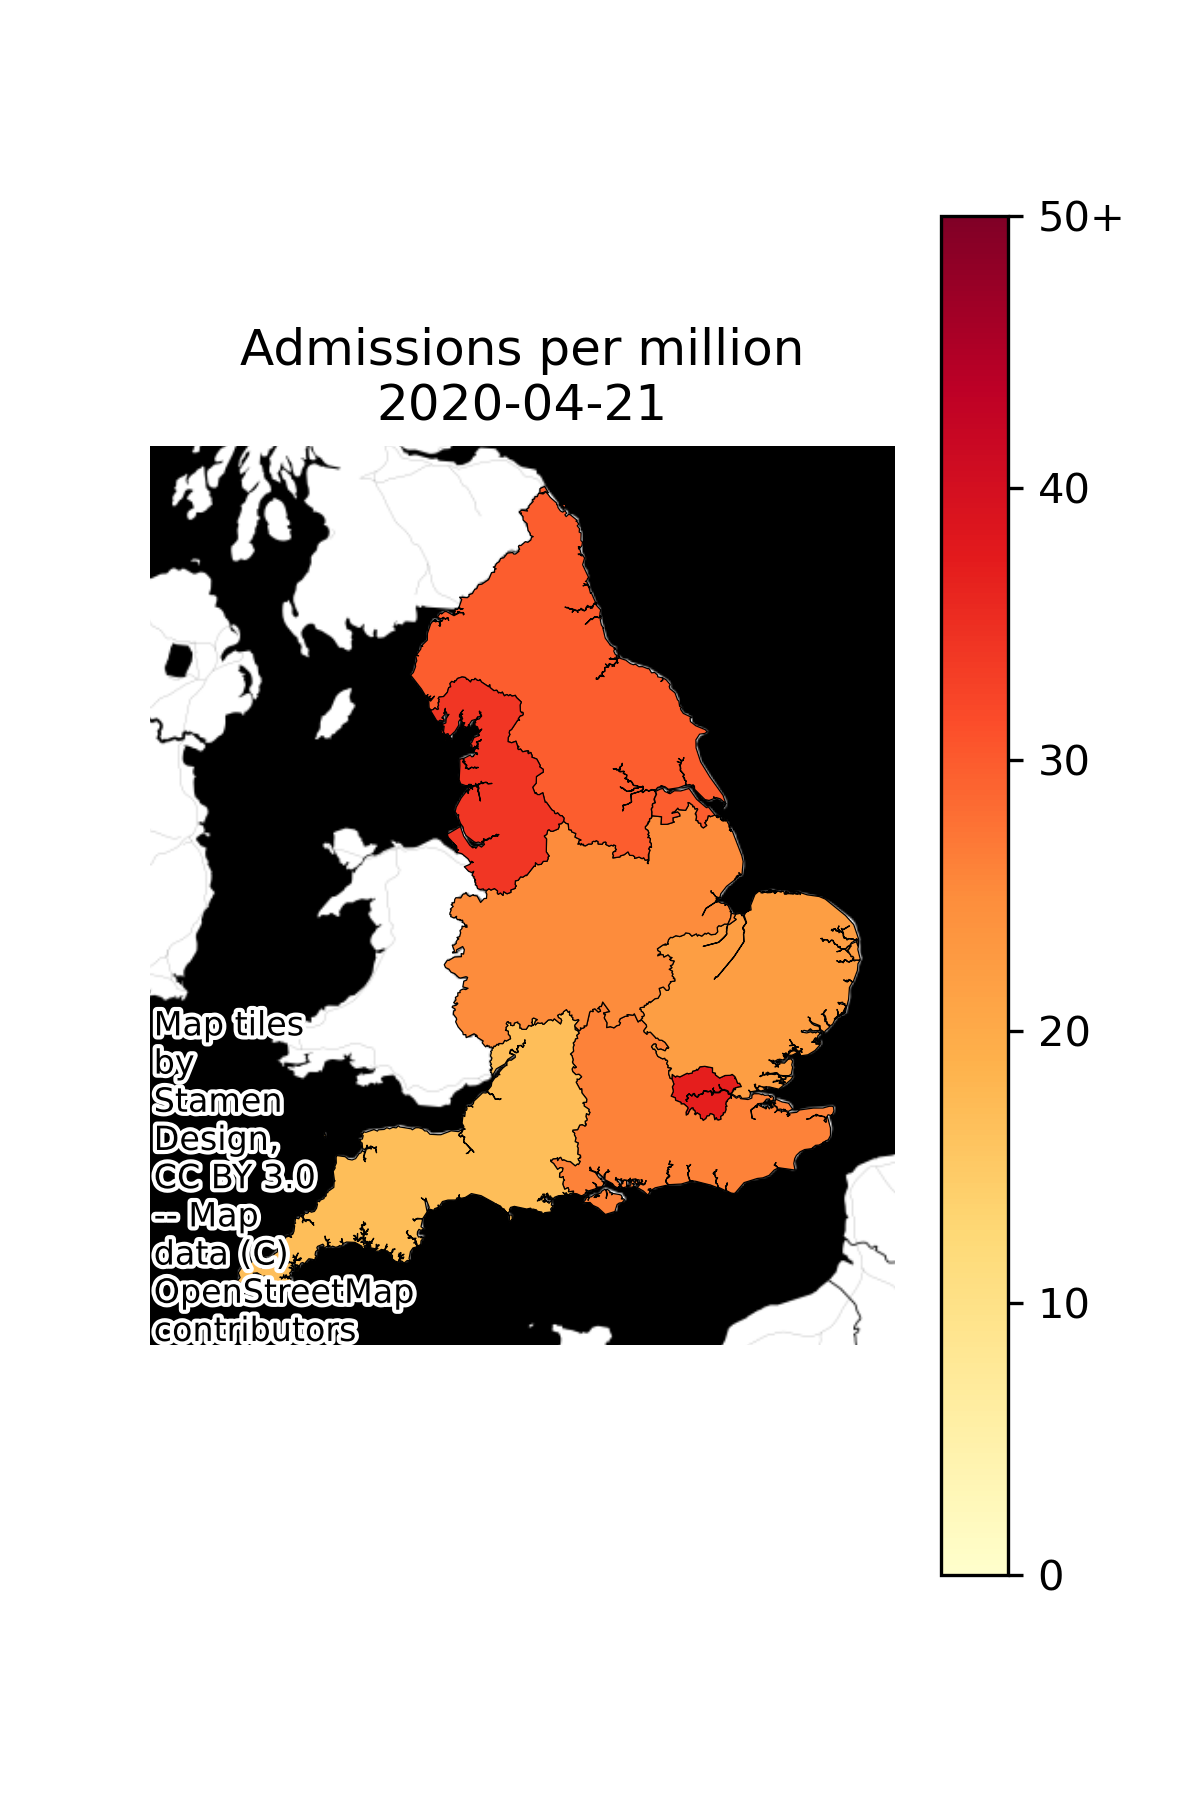 Admissions per million
2020-04-21
50+
40
30
20
10
0
Map tiles
by
Stamen
Design,
CC BY 3.0
-- Map
data (C)
OpenStreetMap
contributors